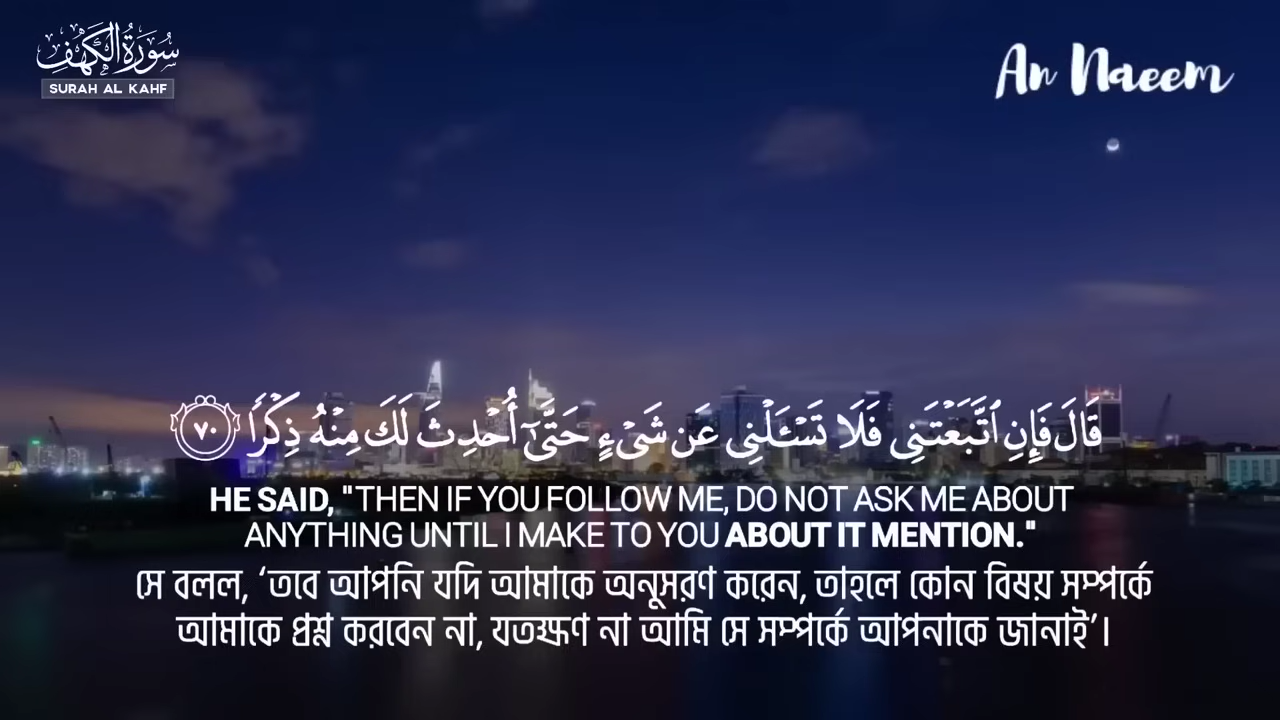 سُورَةُ الكَهْفِ
SURAH AL KAHF
An Naeem
قَالَ فَإِنِ ٱتَّبَعْتَنِى فَلَا تَسْـَٔلْنِى عَن شَىْءٍ حَتَّىٰٓ أُحْدِثَ لَكَ مِنْهُ ذِكْرًا ٧٠
HE SAID, "THEN IF YOU FOLLOW ME, DO NOT ASK ME ABOUT
ANYTHING UNTIL I MAKE TO YOU ABOUT IT MENTION."
সে বলল, ‘তবে আপনি যদি আমাকে অনুসরণ করেন, তাহলে কোন বিষয় সম্পর্কে
আমাকে প্রশ্ন করবেন না, যতক্ষণ না আমি সে সম্পর্কে আপনাকে জানাই’।